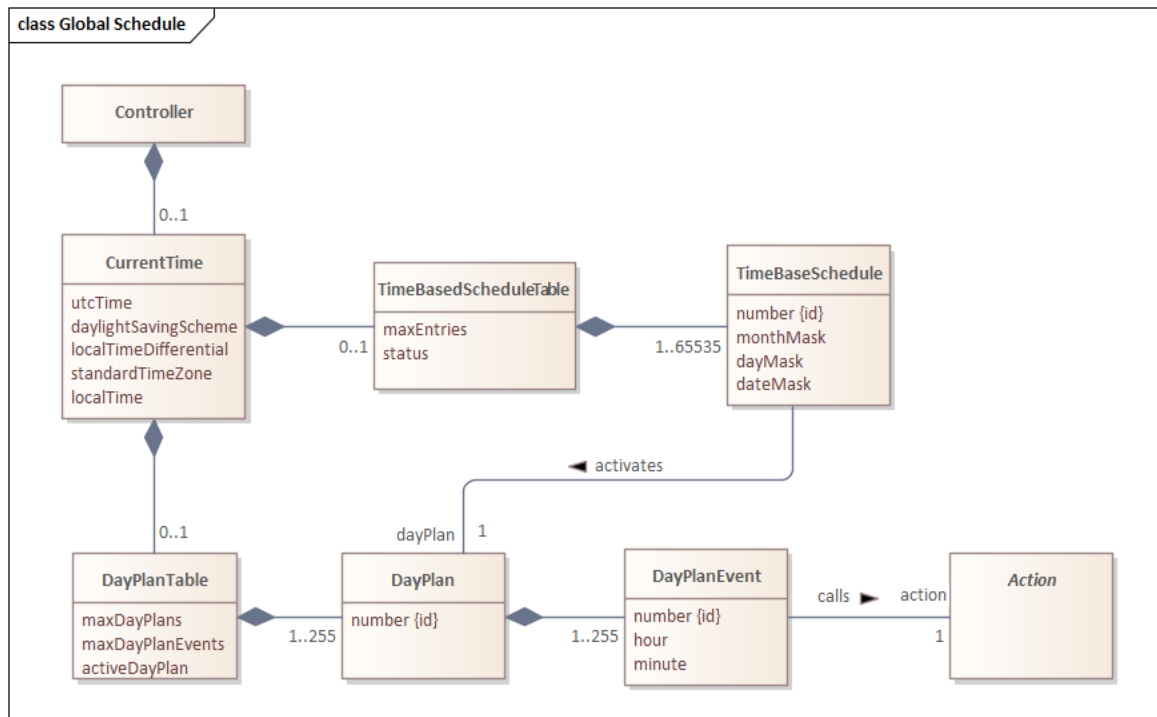 class Global Schedule
Controller
0..1
CurrentTime
utcTime
daylightSavingScheme
localTimeDifferential
standardTimeZone
localTime
0..1
TimeBasedScheduleTable
maxEntries
status
1..65535
TimeBaseSchedule
number {id}
monthMask
dayMask
dateMask
activates
dayPlan 1
0..1
DayPlanTable
maxDayPlans
maxDayPlanEvents
activeDayPlan
1..255
DayPlan
number {id}
1..255
DayPlanEvent
number {id}
hour
minute
calls action
1
Action